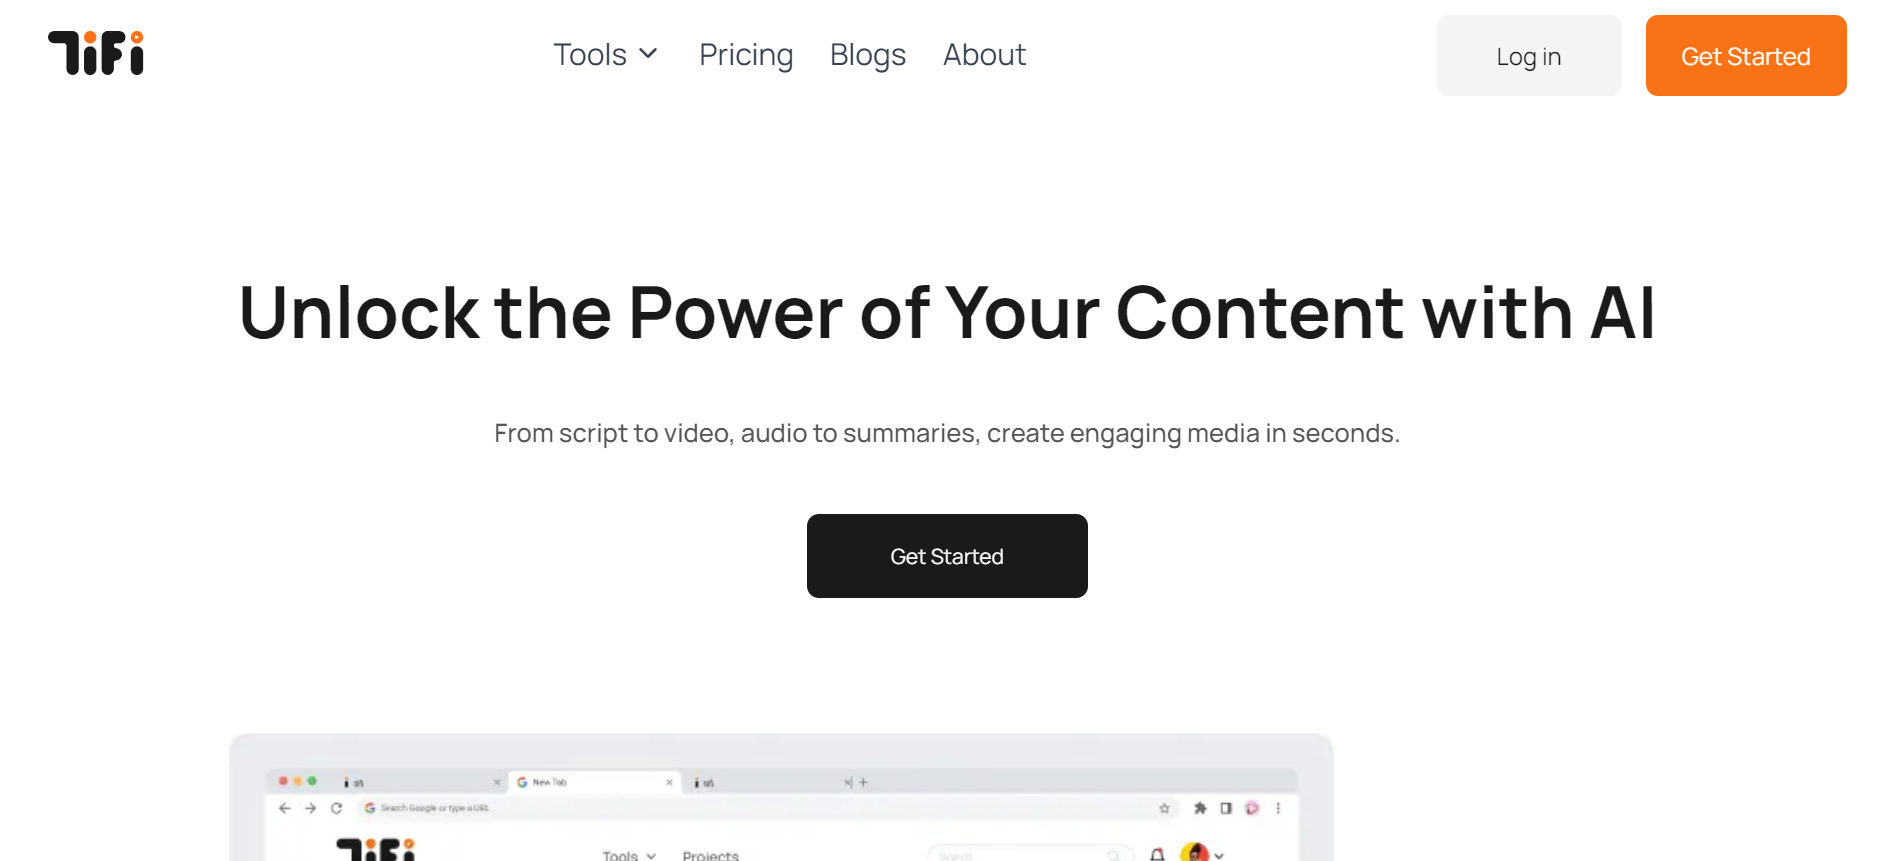 TiFi
Tools Pricing Blogs About Log in Get Started
Unlock the Power of Your Content with AI
From script to video, audio to summaries, create engaging media in seconds.
Get Started
New Tab
Search Google or type a URL
TiFi Tools Projects Search